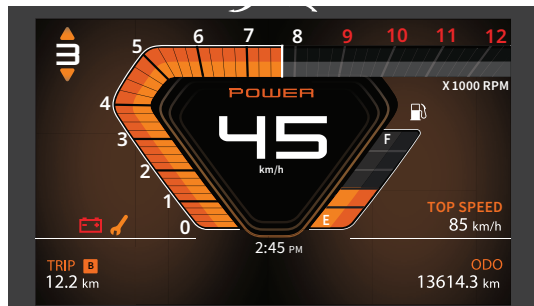 5 6 7 8 9 10 11 12
3
X 1000 RPM
POWER
4
45
F
3
km/h
2
TOP SPEED
1
E
85 km/h
0
2:45 PM
TRIP B
ODO
12.2 km
13614.3 km